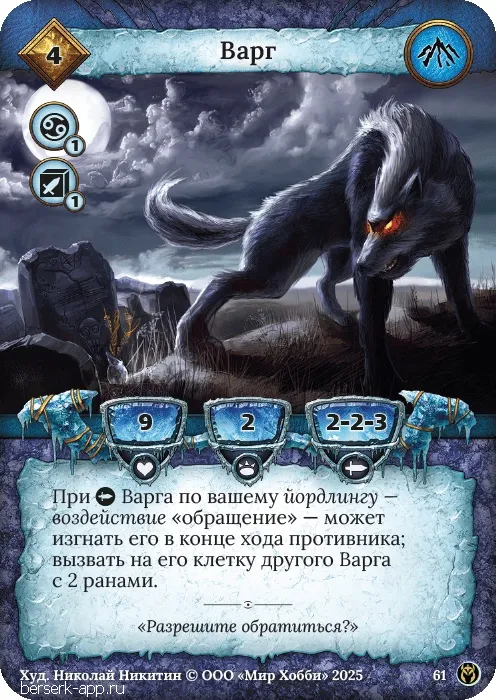 4
Варг
1
1
9
2
2-2-3
При Варга по вашему йордлингу —
воздействие «обращение» — может
изгнать его в конце хода противника;
вызвать на его клетку другого Варга
с 2 ранами.
«Разрешите обратиться?»
Худ. Николай Никитин © ООО «Мир Хобби» 2025
61
berserk-app.ru